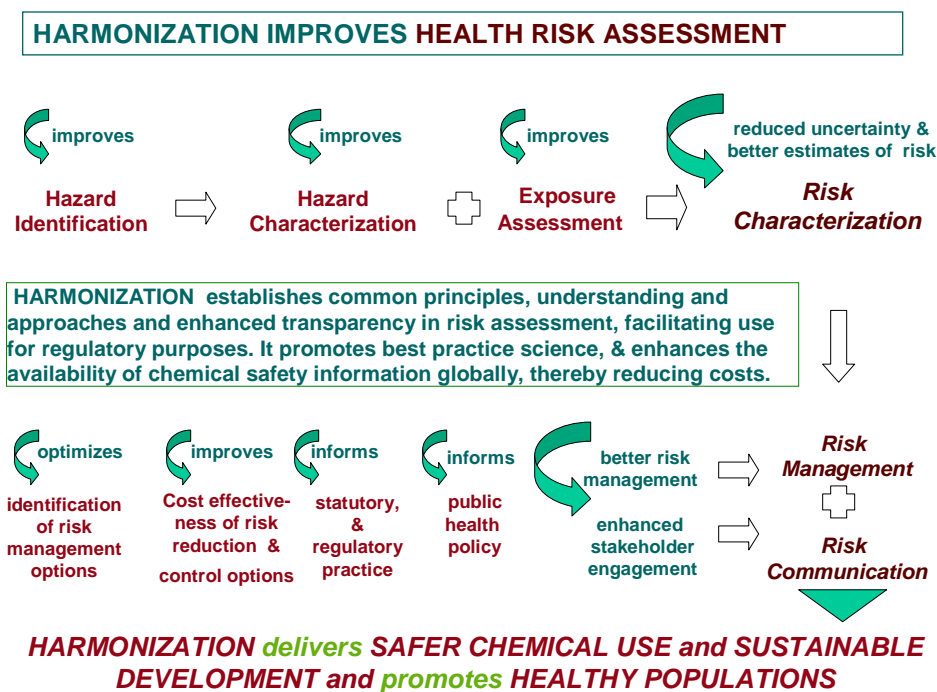 HARMONIZATION IMPROVES HEALTH RISK ASSESSMENT
improves
improves
improves
reduced uncertainty &
better estimates of risk
Hazard
Identification
Hazard
Characterization
Exposure
Assessment
Risk
Characterization
HARMONIZATION establishes common principles, understanding and
approaches and enhanced transparency in risk assessment, facilitating use
for regulatory purposes. It promotes best practice science, & enhances the
availability of chemical safety information globally, thereby reducing costs.
optimizes
identification
of risk
management
options
improves
Cost effective-
ness of risk
reduction &
control options
informs
statutory,
&
regulatory
practice
informs
public
health
policy
better risk
management
enhanced
stakeholder
engagement
Risk
Management
Risk
Communication
HARMONIZATION delivers SAFER CHEMICAL USE and SUSTAINABLE
DEVELOPMENT and promotes HEALTHY POPULATIONS